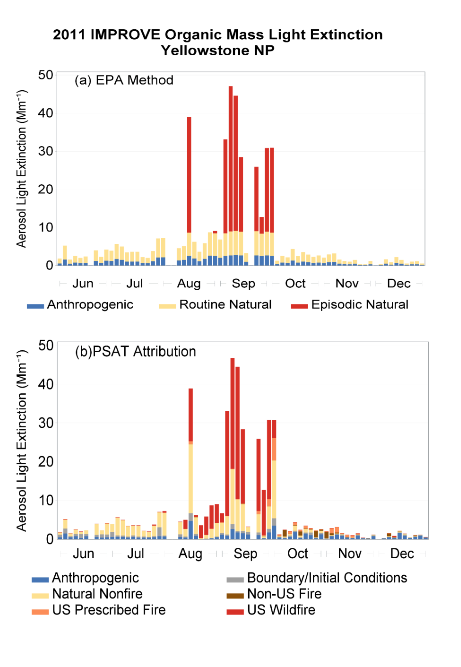 2011 IMPROVE Organic Mass Light Extinction
Yellowstone NP
(a) EPA Method
Aerosol Light Extinction (Mm⁻¹)
50
40
30
20
10
0
Jun Jul Aug Sep Oct Nov Dec
Anthropogenic Routine Natural Episodic Natural
(b)PSAT Attribution
Aerosol Light Extinction (Mm⁻¹)
50
40
30
20
10
0
Jun Jul Aug Sep Oct Nov Dec
Anthropogenic Boundary/Initial Conditions
Natural Nonfire Non-US Fire
US Prescribed Fire US Wildfire